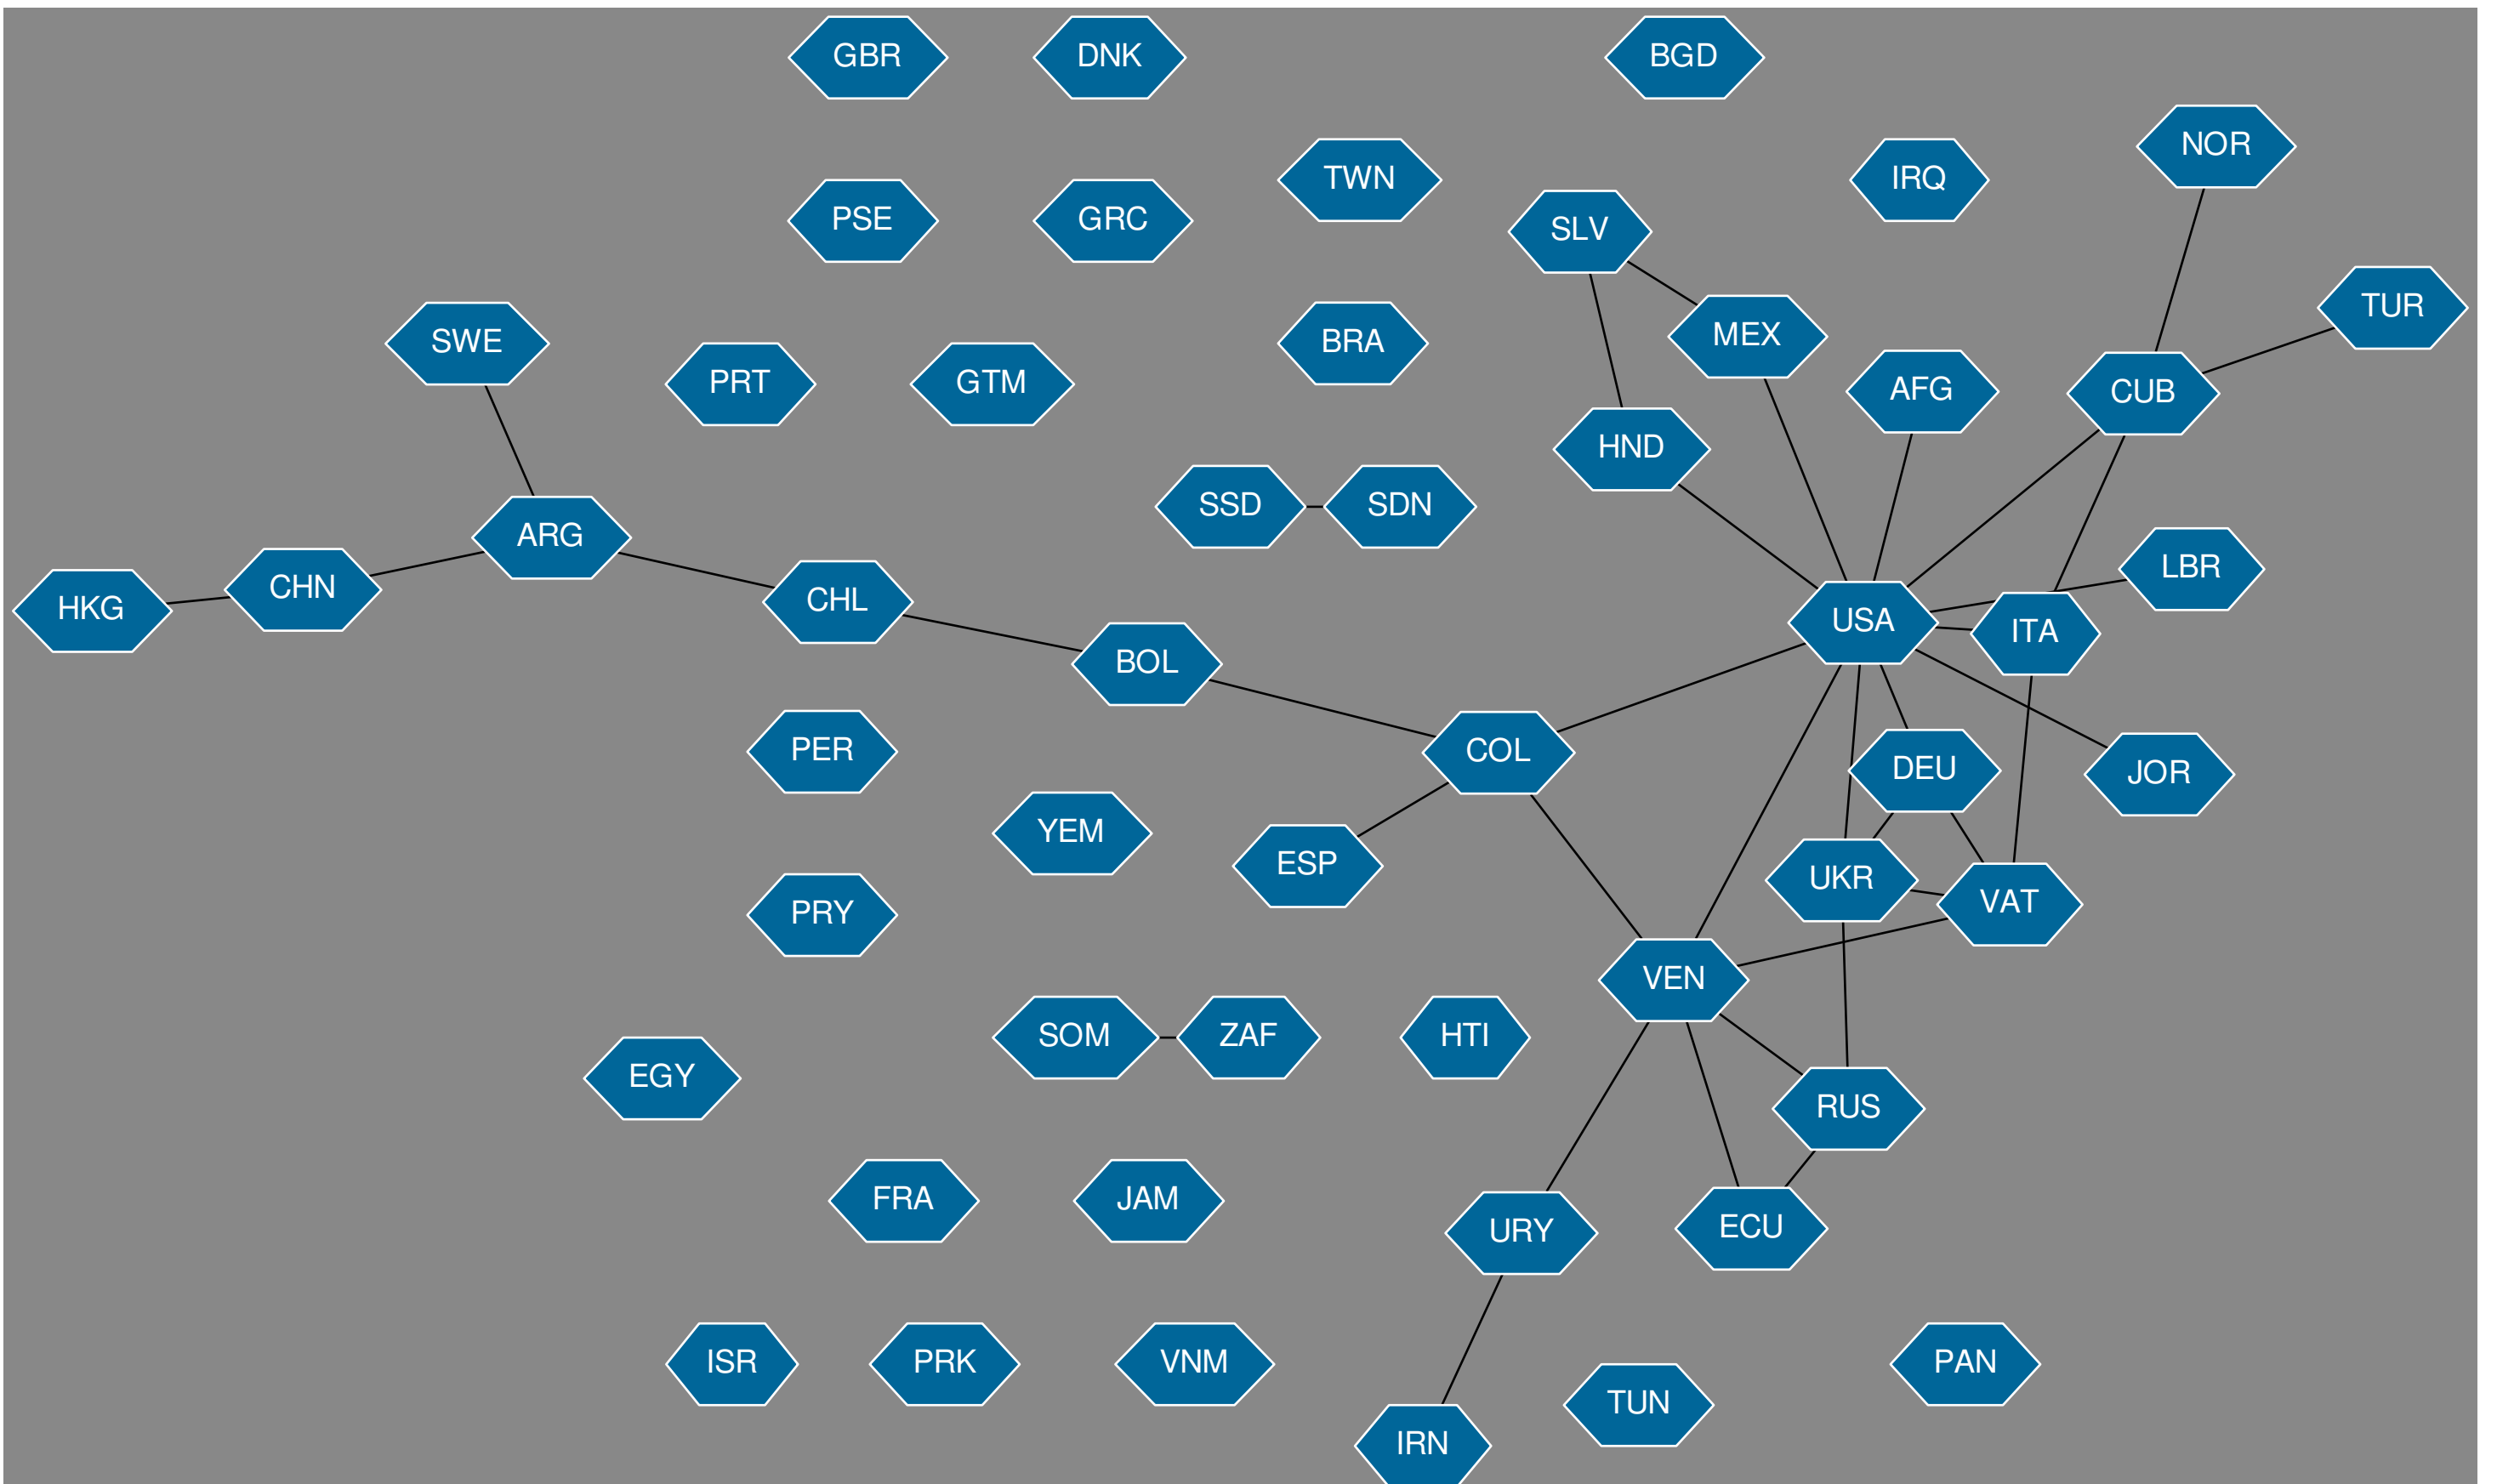 GBR
DNK
BGD
NOR
TWN
IRQ
PSE
GRC
SLV
TUR
SWE
BRA
MEX
PRT
GTM
AFG
CUB
HND
SSD
SDN
ARG
LBR
CHN
HKG
CHL
USA
ITA
BOL
PER
COL
DEU
JOR
YEM
ESP
UKR
VAT
PRY
VEN
SOM
ZAF
HTI
EGY
RUS
FRA
JAM
URY
ECU
ISR
PRK
VNM
PAN
TUN
IRN